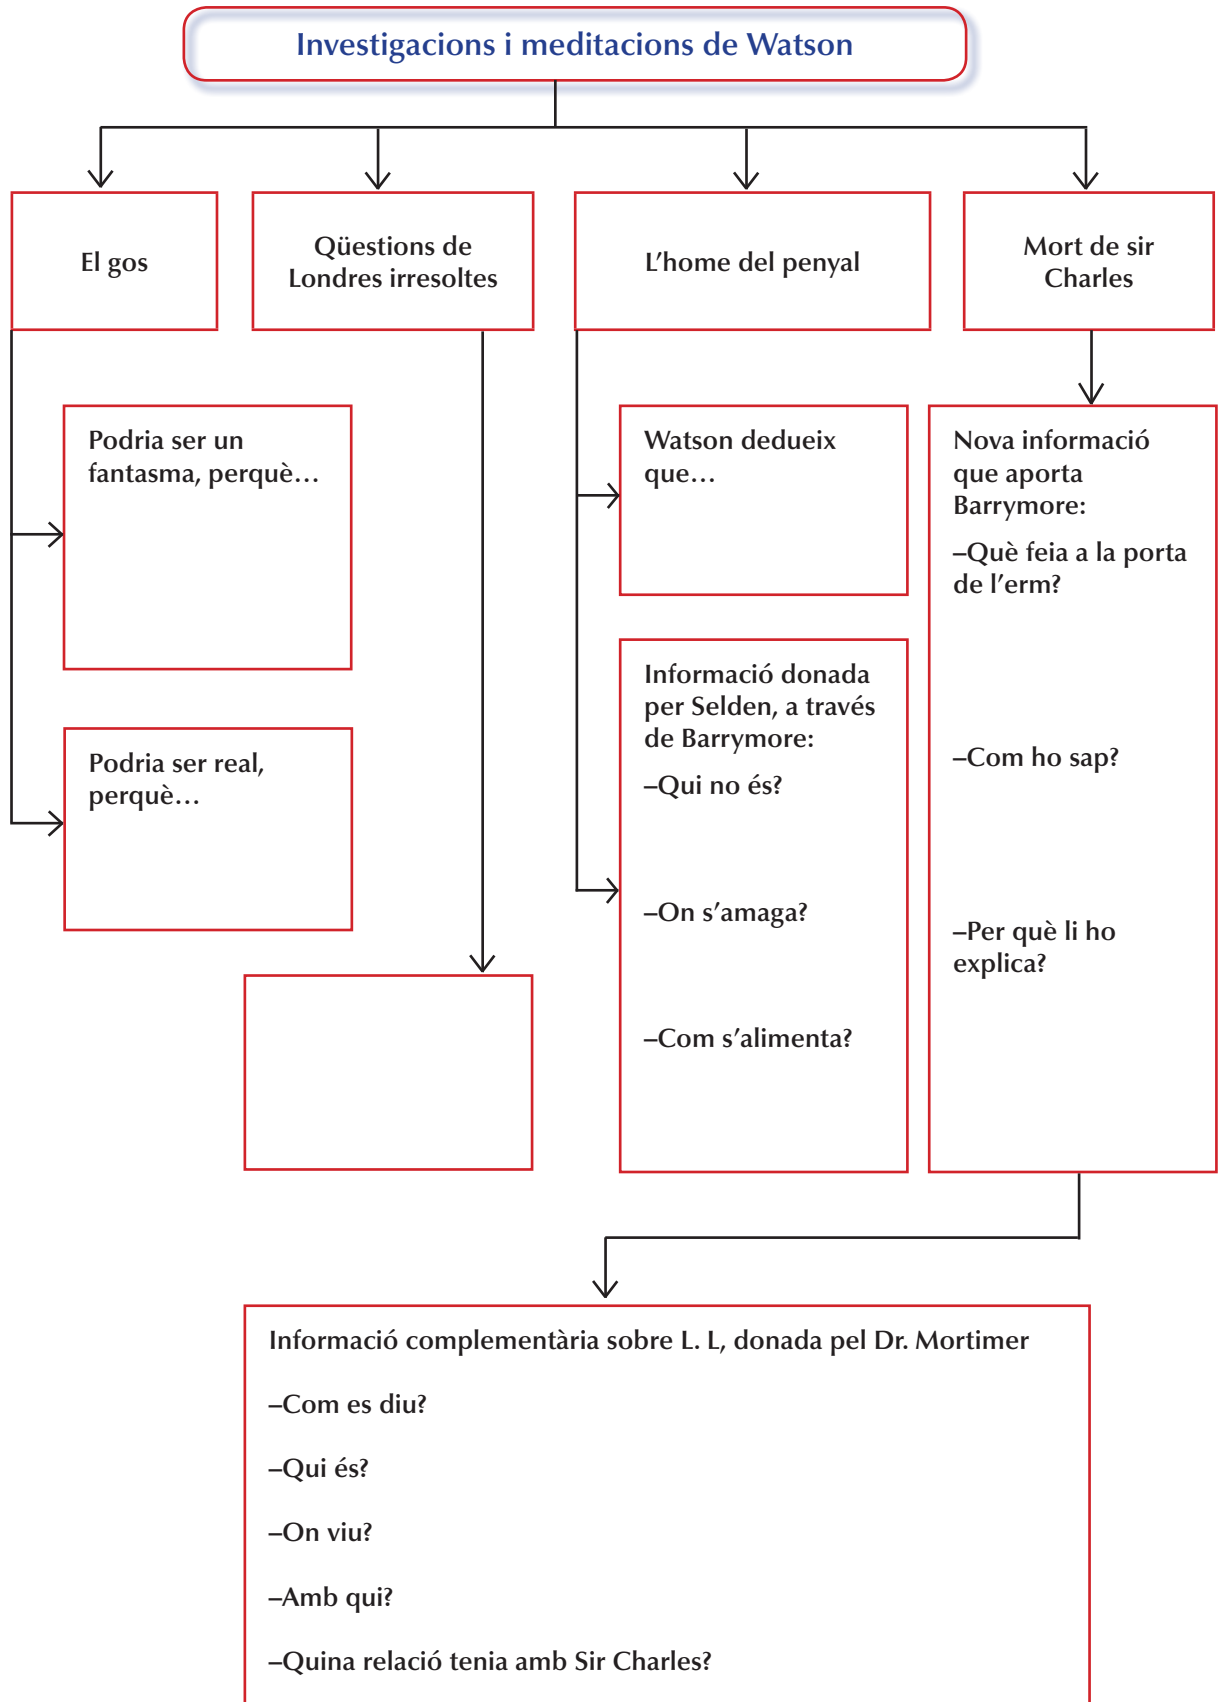 Investigacions i meditacions de Watson
El gos
Qüestions de
Londres irresoltes
L'home del penyal
Mort de sir
Charles
Podria ser un
fantasma, perquè…
Podria ser real,
perquè…
Watson dedueix
que…
Informació donada
per Selden, a través
de Barrymore:
–Qui no és?
–On s'amaga?
–Com s'alimenta?
Nova informació
que aporta
Barrymore:
–Què feia a la porta
de l'erm?
–Com ho sap?
–Per què li ho
explica?
Informació complementària sobre L. L, donada pel Dr. Mortimer
–Com es diu?
–Qui és?
–On viu?
–Amb qui?
–Quina relació tenia amb Sir Charles?